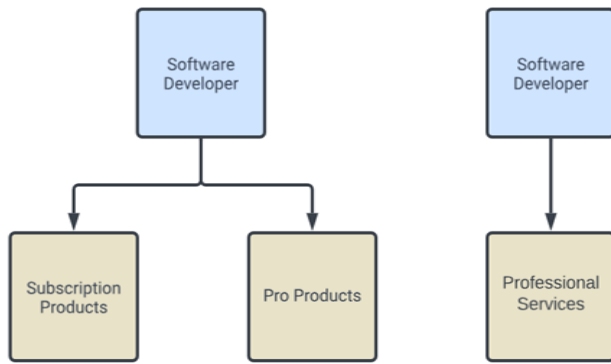 Software
Developer
Software
Developer
Subscription
Products
Pro Products
Professional
Services